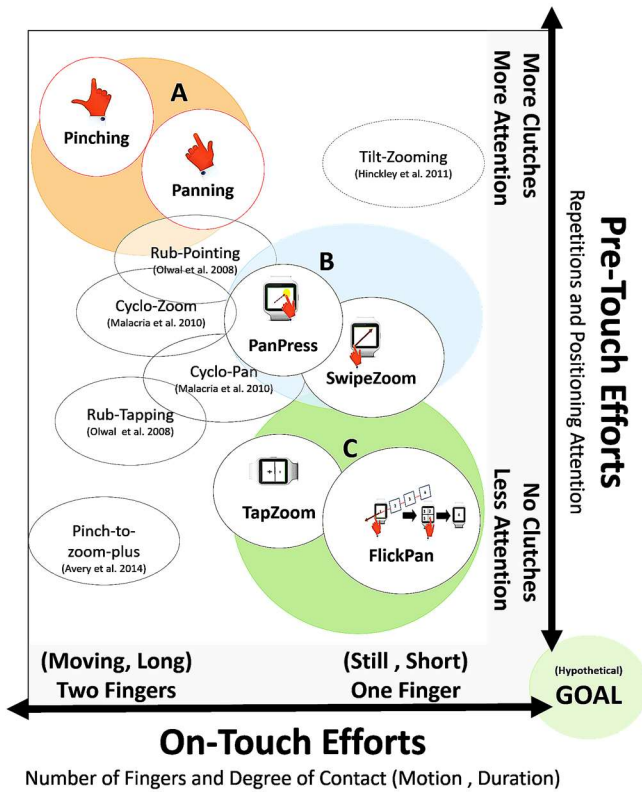 A
Pinching
Panning
Tilt-Zooming
(Hinckley et al. 2011)
Rub-Pointing
(Olwal et al. 2008)
B
Cyclo-Zoom
(Malacria et al. 2010)
PanPress
SwipeZoom
Cyclo-Pan
(Malacria et al. 2010)
Rub-Tapping
(Olwal et al. 2008)
C
TapZoom
FlickPan
Pinch-to-
zoom-plus
(Avery et al. 2014)
More Clutches
More Attention
No Clutches
Less Attention
Pre-Touch Efforts
Repetitions and Positioning Attention
(Moving, Long)
Two Fingers
(Still , Short)
One Finger
(Hypothetical)
GOAL
On-Touch Efforts
Number of Fingers and Degree of Contact (Motion , Duration)